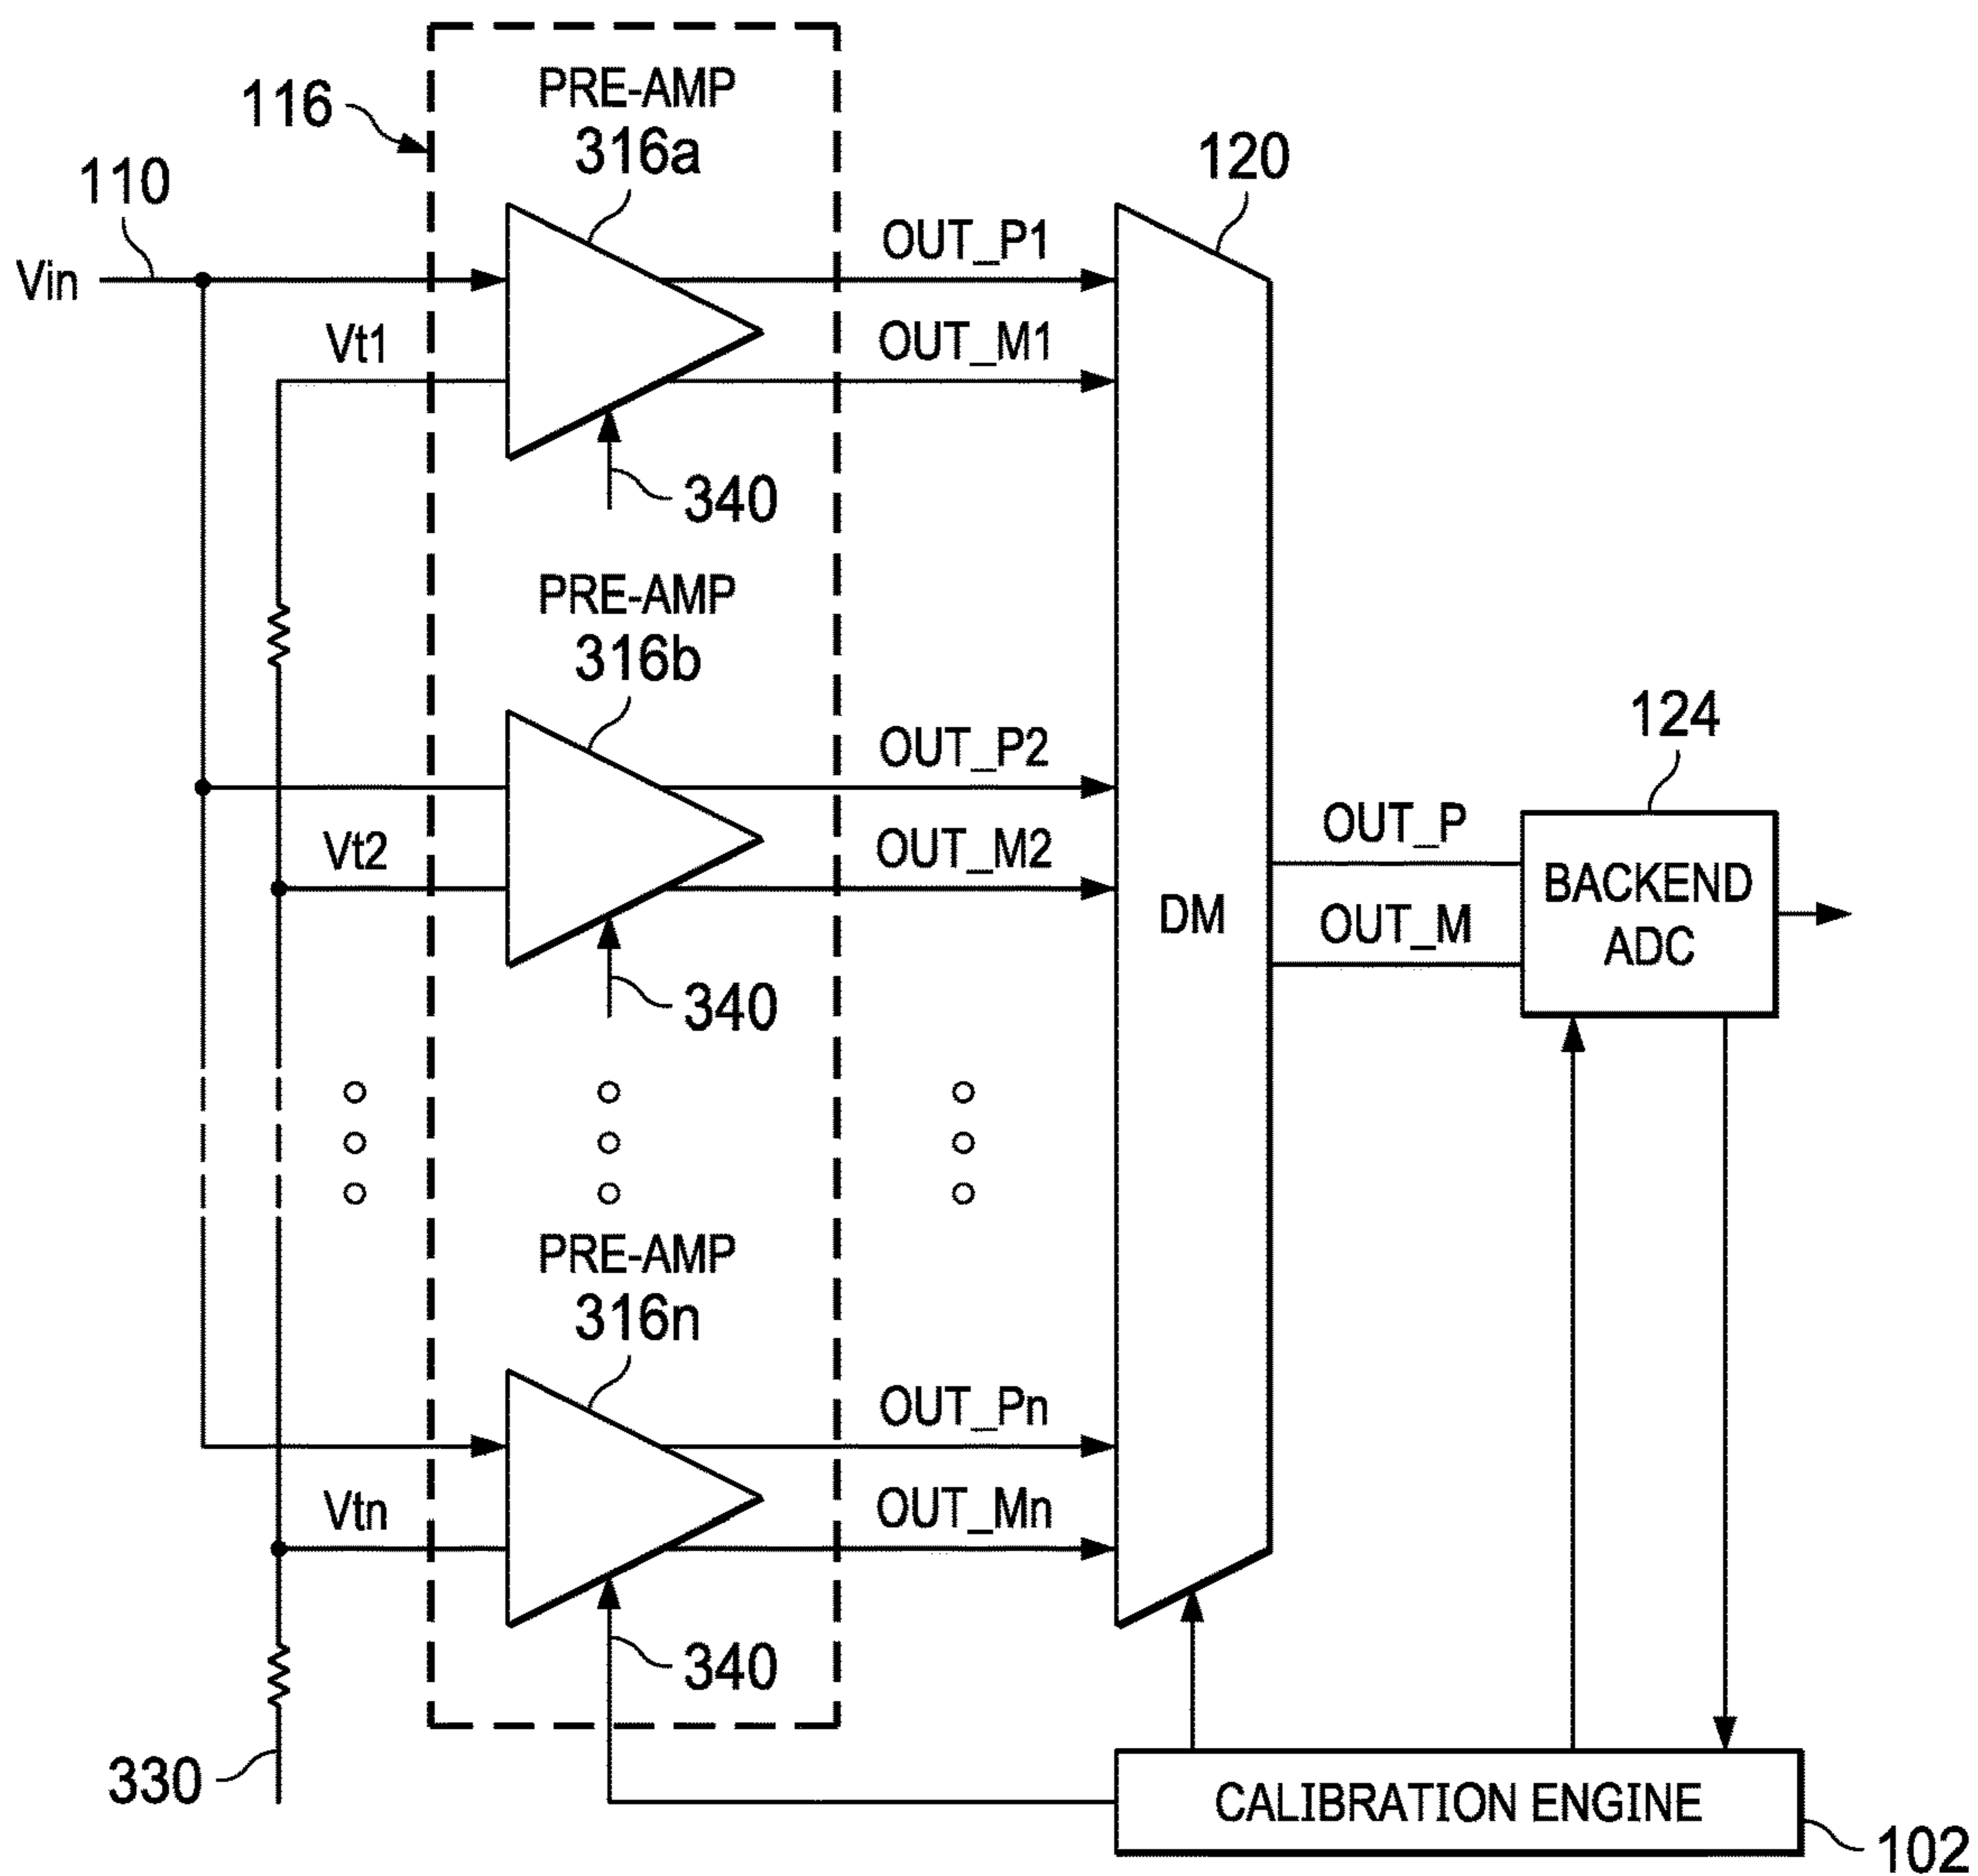 PRE-AMP
316a
116
110
120
OUT_P1
Vin
Vt1
OUT_M1
340
PRE-AMP
316b
124
OUT_P2
OUT_P
Vt2
OUT_M2
BACKEND
ADC
DM
OUT_M
340
PRE-AMP
316n
OUT_Pn
Vtn
OUT_Mn
340
330
CALIBRATION ENGINE
102